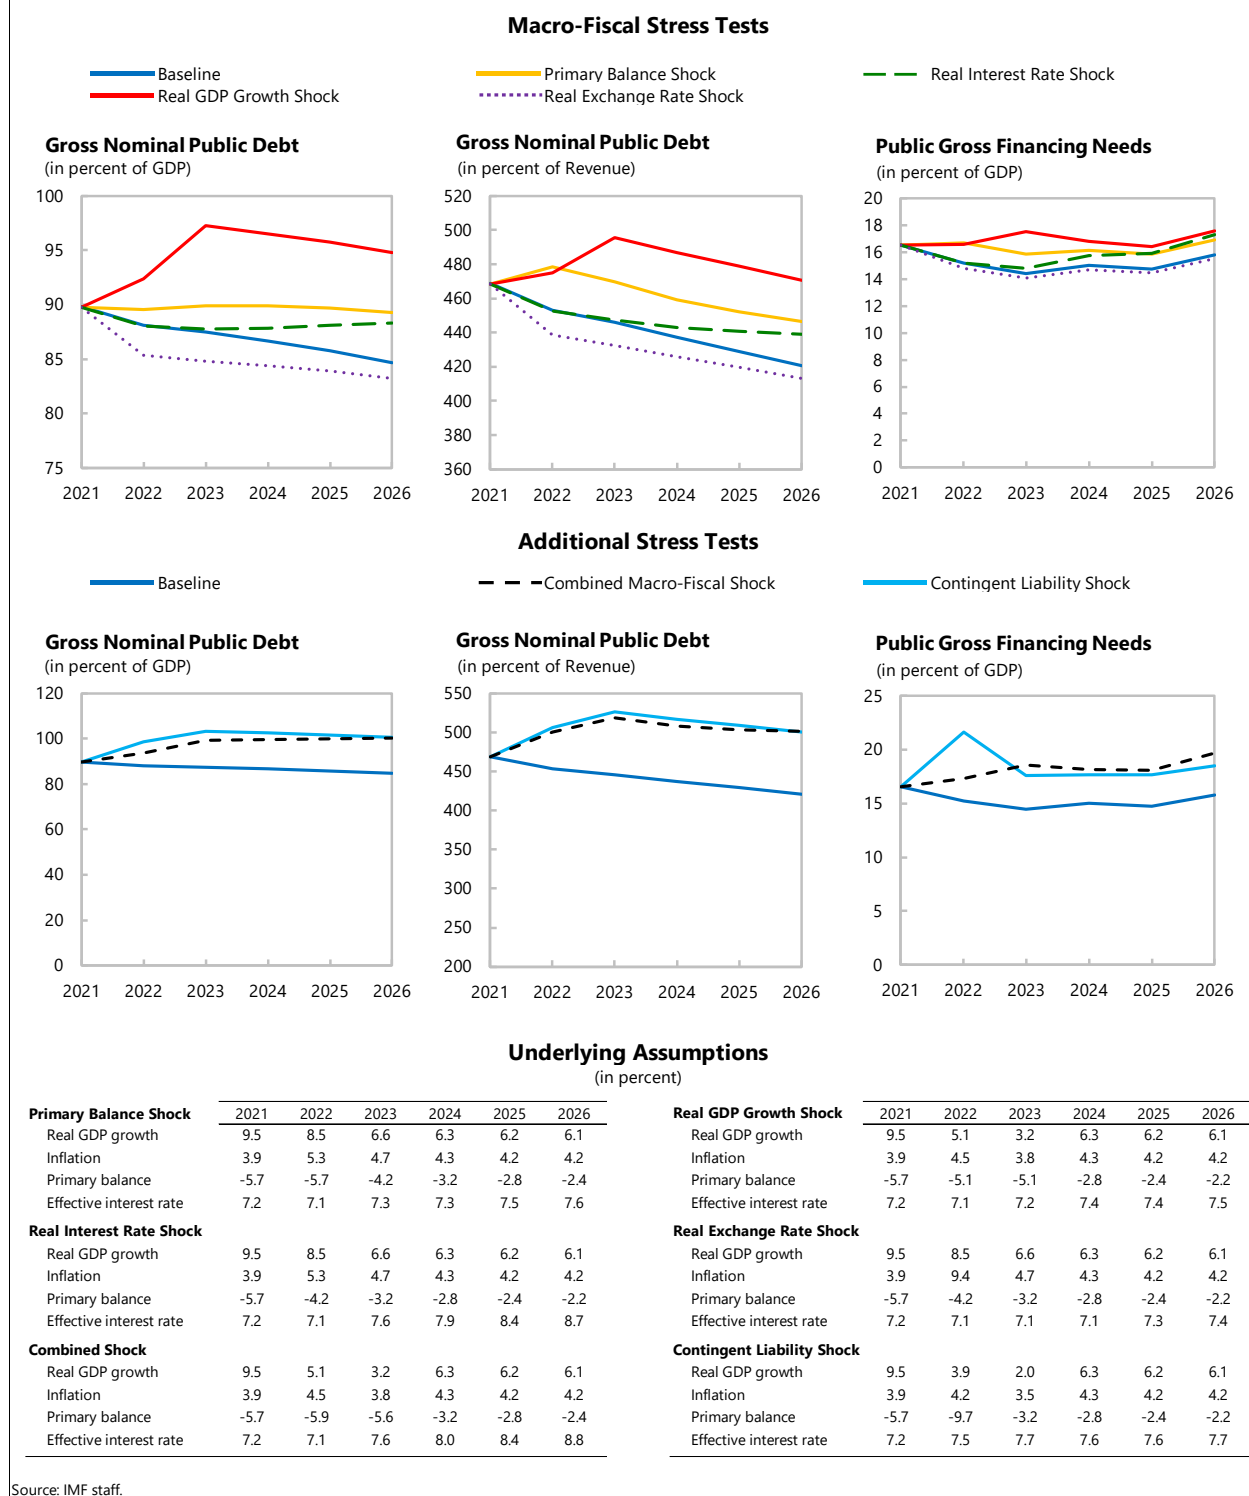 Macro-Fiscal Stress Tests
Baseline
Primary Balance Shock
Real Interest Rate Shock
Real GDP Growth Shock
Real Exchange Rate Shock
Gross Nominal Public Debt
(in percent of GDP)
100
95
90
85
80
75
2021 2022 2023 2024 2025 2026
Gross Nominal Public Debt
(in percent of Revenue)
520
500
480
460
440
420
400
380
360
2021 2022 2023 2024 2025 2026
Public Gross Financing Needs
(in percent of GDP)
20
18
16
14
12
10
8
6
4
2
0
2021 2022 2023 2024 2025 2026
Additional Stress Tests
Baseline
Combined Macro-Fiscal Shock
Contingent Liability Shock
Gross Nominal Public Debt
(in percent of GDP)
120
100
80
60
40
20
0
2021 2022 2023 2024 2025 2026
Gross Nominal Public Debt
(in percent of Revenue)
550
500
450
400
350
300
250
200
2021 2022 2023 2024 2025 2026
Public Gross Financing Needs
(in percent of GDP)
25
20
15
10
5
0
2021 2022 2023 2024 2025 2026
Underlying Assumptions
(in percent)
Primary Balance Shock 2021 2022 2023 2024 2025 2026
Real GDP growth 9.5 8.5 6.6 6.3 6.2 6.1
Inflation 3.9 5.3 4.7 4.3 4.2 4.2
Primary balance -5.7 -5.7 -4.2 -3.2 -2.8 -2.4
Effective interest rate 7.2 7.1 7.3 7.3 7.5 7.6
Real Interest Rate Shock
Real GDP growth 9.5 8.5 6.6 6.3 6.2 6.1
Inflation 3.9 5.3 4.7 4.3 4.2 4.2
Primary balance -5.7 -4.2 -3.2 -2.8 -2.4 -2.2
Effective interest rate 7.2 7.1 7.6 7.9 8.4 8.7
Combined Shock
Real GDP growth 9.5 5.1 3.2 6.3 6.2 6.1
Inflation 3.9 4.5 3.8 4.3 4.2 4.2
Primary balance -5.7 -5.9 -5.6 -3.2 -2.8 -2.4
Effective interest rate 7.2 7.1 7.6 8.0 8.4 8.8
Real GDP Growth Shock 2021 2022 2023 2024 2025 2026
Real GDP growth 9.5 5.1 3.2 6.3 6.2 6.1
Inflation 3.9 4.5 3.8 4.3 4.2 4.2
Primary balance -5.7 -5.1 -5.1 -2.8 -2.4 -2.2
Effective interest rate 7.2 7.1 7.2 7.4 7.4 7.5
Real Exchange Rate Shock
Real GDP growth 9.5 8.5 6.6 6.3 6.2 6.1
Inflation 3.9 9.4 4.7 4.3 4.2 4.2
Primary balance -5.7 -4.2 -3.2 -2.8 -2.4 -2.2
Effective interest rate 7.2 7.1 7.1 7.1 7.3 7.4
Contingent Liability Shock
Real GDP growth 9.5 3.9 2.0 6.3 6.2 6.1
Inflation 3.9 4.2 3.5 4.3 4.2 4.2
Primary balance -5.7 -9.7 -3.2 -2.8 -2.4 -2.2
Effective interest rate 7.2 7.5 7.7 7.6 7.6 7.7
Source: IMF staff.